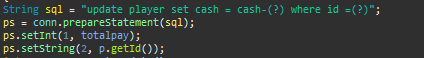 String sql = "update player set cash = cash-(?) where id =(?)";
ps = conn.prepareStatement(sql);
ps.setInt(1, totalpay);
ps.setString(2, p.getId());